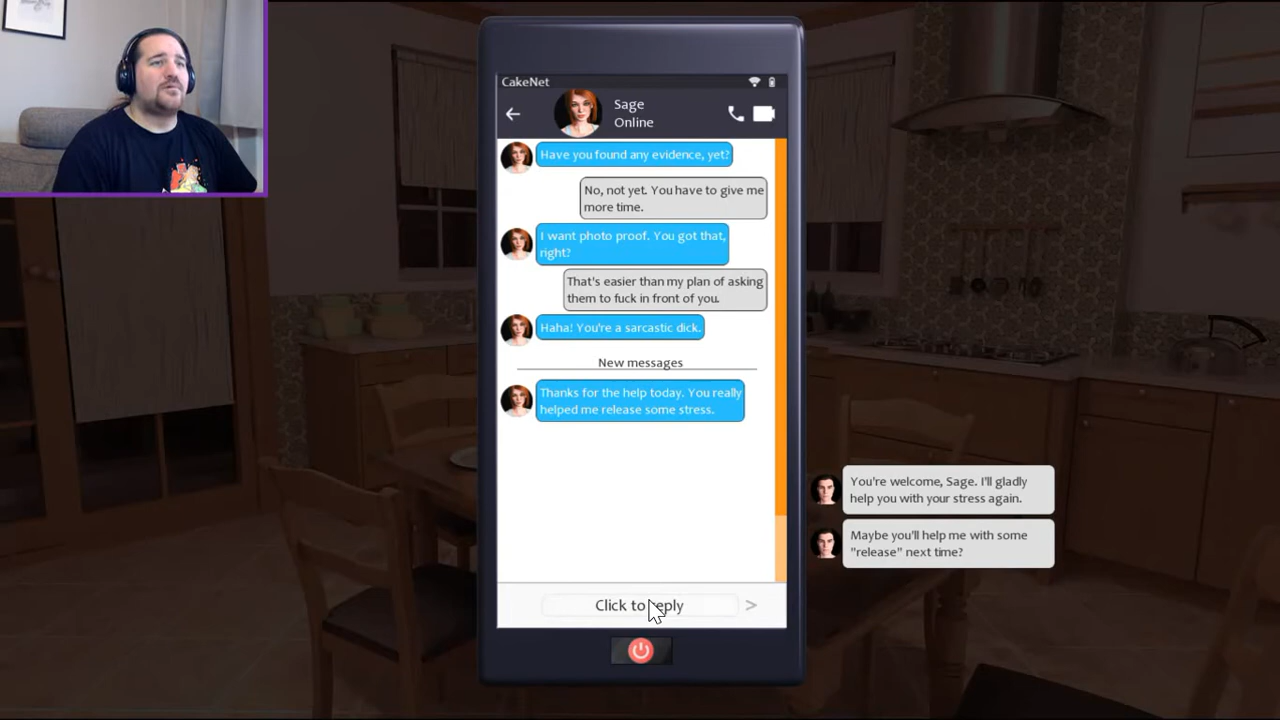 CakeNet
Sage
Online
Have you found any evidence, yet?
No, not yet. You have to give me
more time.
I want photo proof. You got that,
right?
That's easier than my plan of asking
them to fuck in front of you.
Haha! You're a sarcastic dick.
New messages
Thanks for the help today. You really
helped me release some stress.
You're welcome, Sage. I'll gladly
help you with your stress again.
Maybe you'll help me with some
"release" next time?
Click to reply